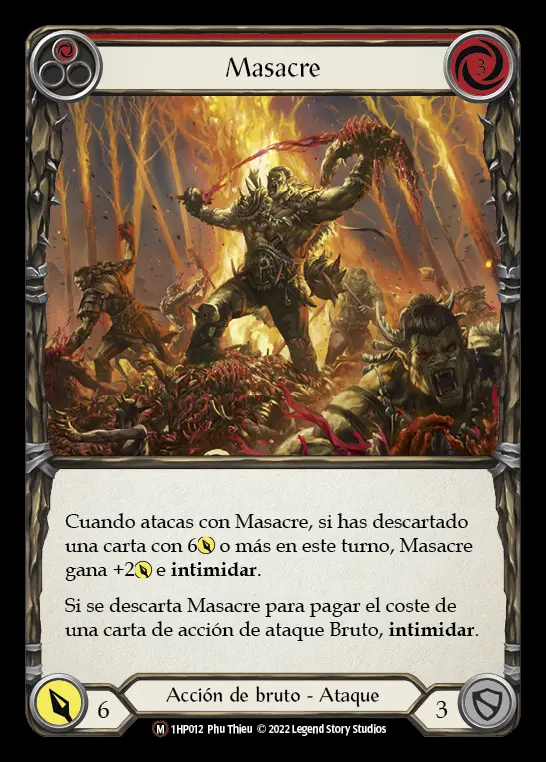 3
Masacre
Cuando atacas con Masacre, si has descartado
una carta con 6 o más en este turno, Masacre
gana +2 e intimidar.
Si se descarta Masacre para pagar el coste de
una carta de acción de ataque Bruto, intimidar.
6
Acción de bruto - Ataque
3
M 1HP012 Phu Thieu © 2022 Legend Story Studios